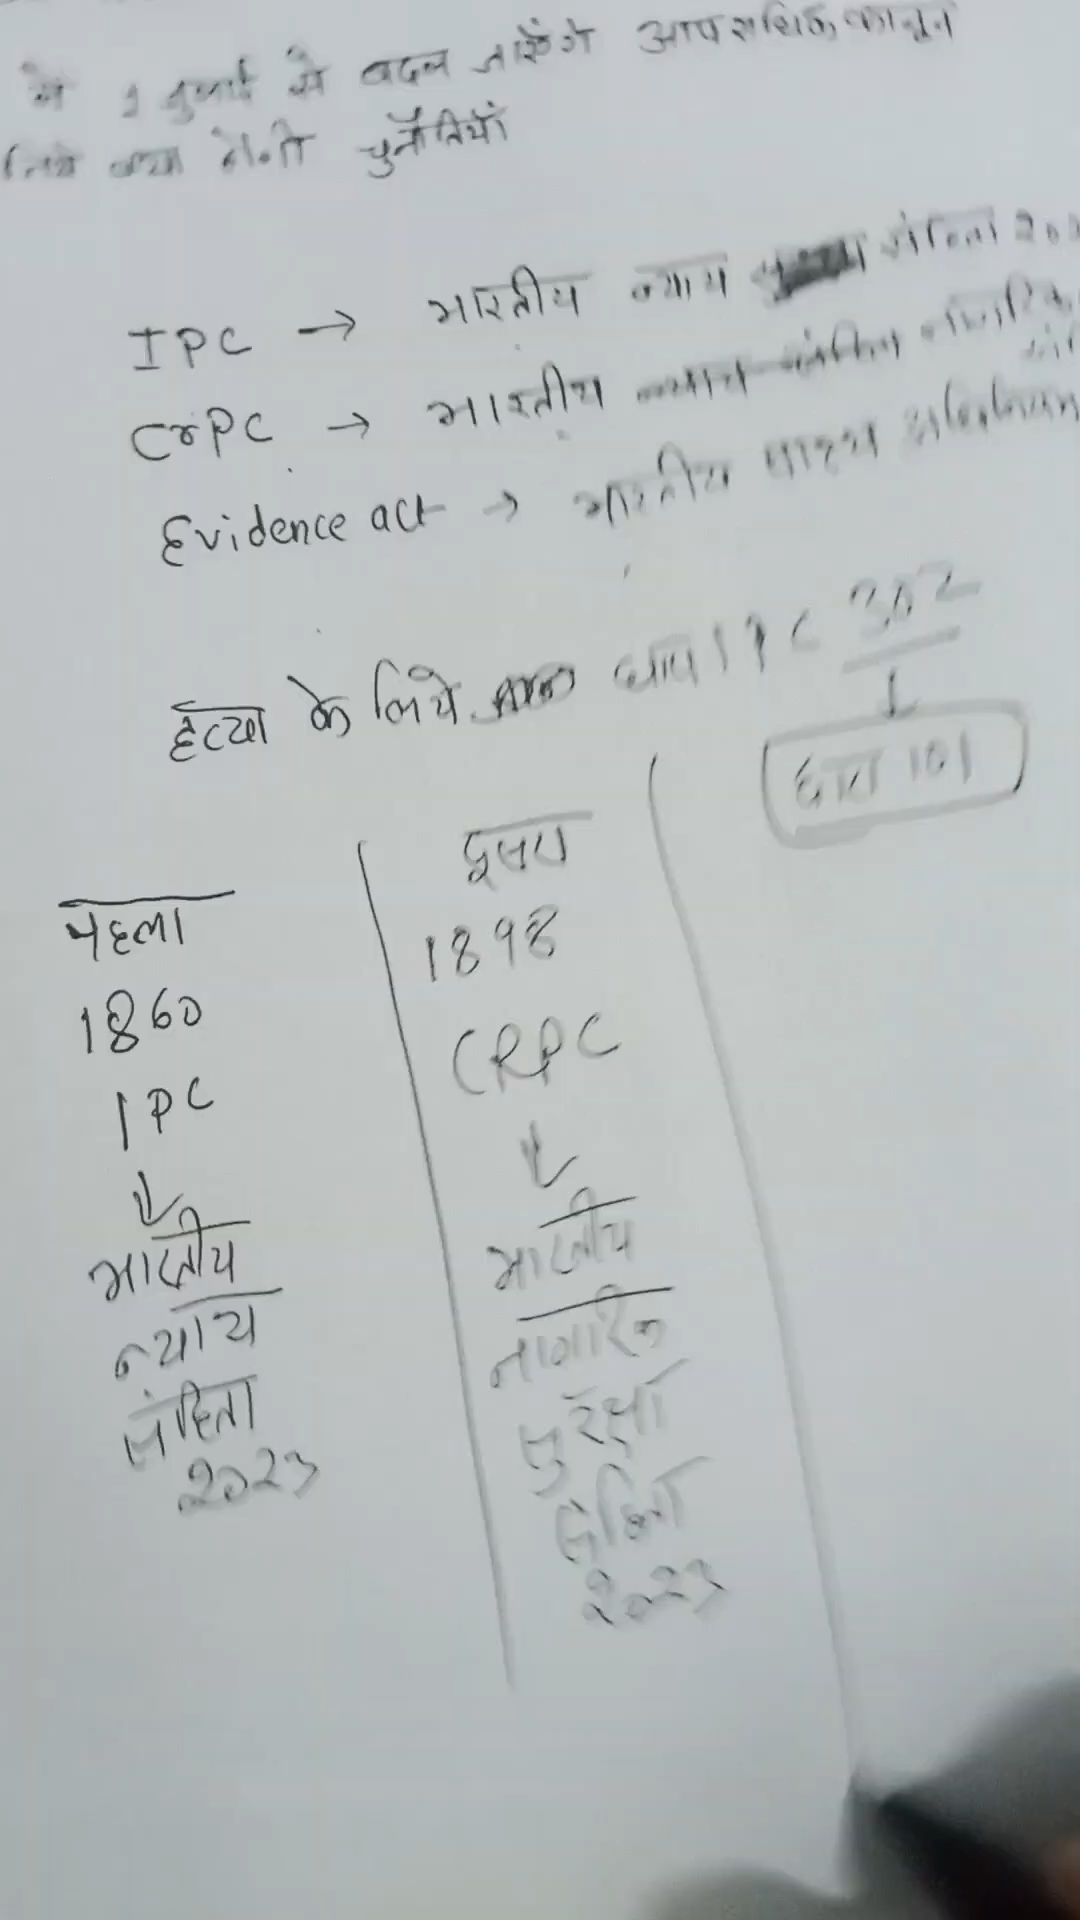 में 1 जुलाई से बदल जाऐंगे आपराधिक कानून
लिये क्या होंगी चुनौतियाँ
IPC → भारतीय न्याय संहिता
CrPC → भारतीय न्याय संहिता नागरिक
Evidence act → भारतीय साक्ष्य अधिनियम
हत्या के लिये धारा IPC 302
↓
धारा 101
पहला
1860
IPC
↓
भारतीय
न्याय
संहिता
2023
दूसरा
1898
CRPC
↓
भारतीय
नागरिक
सुरक्षा
संहिता
2023